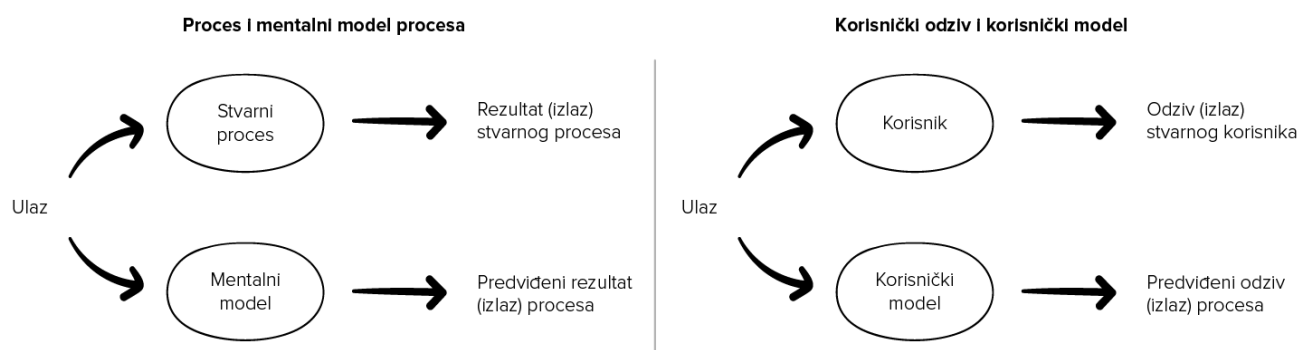 Proces i mentalni model procesa
Stvarni
proces
Rezultat (izlaz)
stvarnog procesa
Ulaz
Mentalni
model
Predviđeni rezultat
(izlaz) procesa
Korisnički odziv i korisnički model
Korisnik
Odziv (izlaz)
stvarnog korisnika
Ulaz
Korisnički
model
Predviđeni odziv
(izlaz) procesa